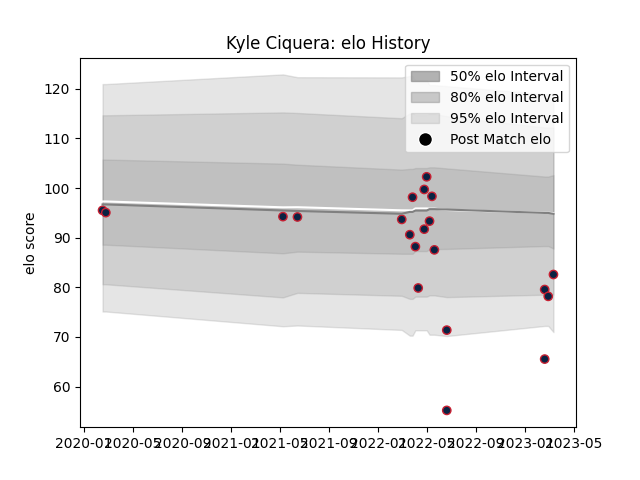 Kyle Ciquera: elo History
50% elo Interval
80% elo Interval
95% elo Interval
Post Match elo
elo score
120
110
100
90
80
70
60
2020-01 2020-05 2020-09 2021-01 2021-05 2021-09 2022-01 2022-05 2022-09 2023-01 2023-05